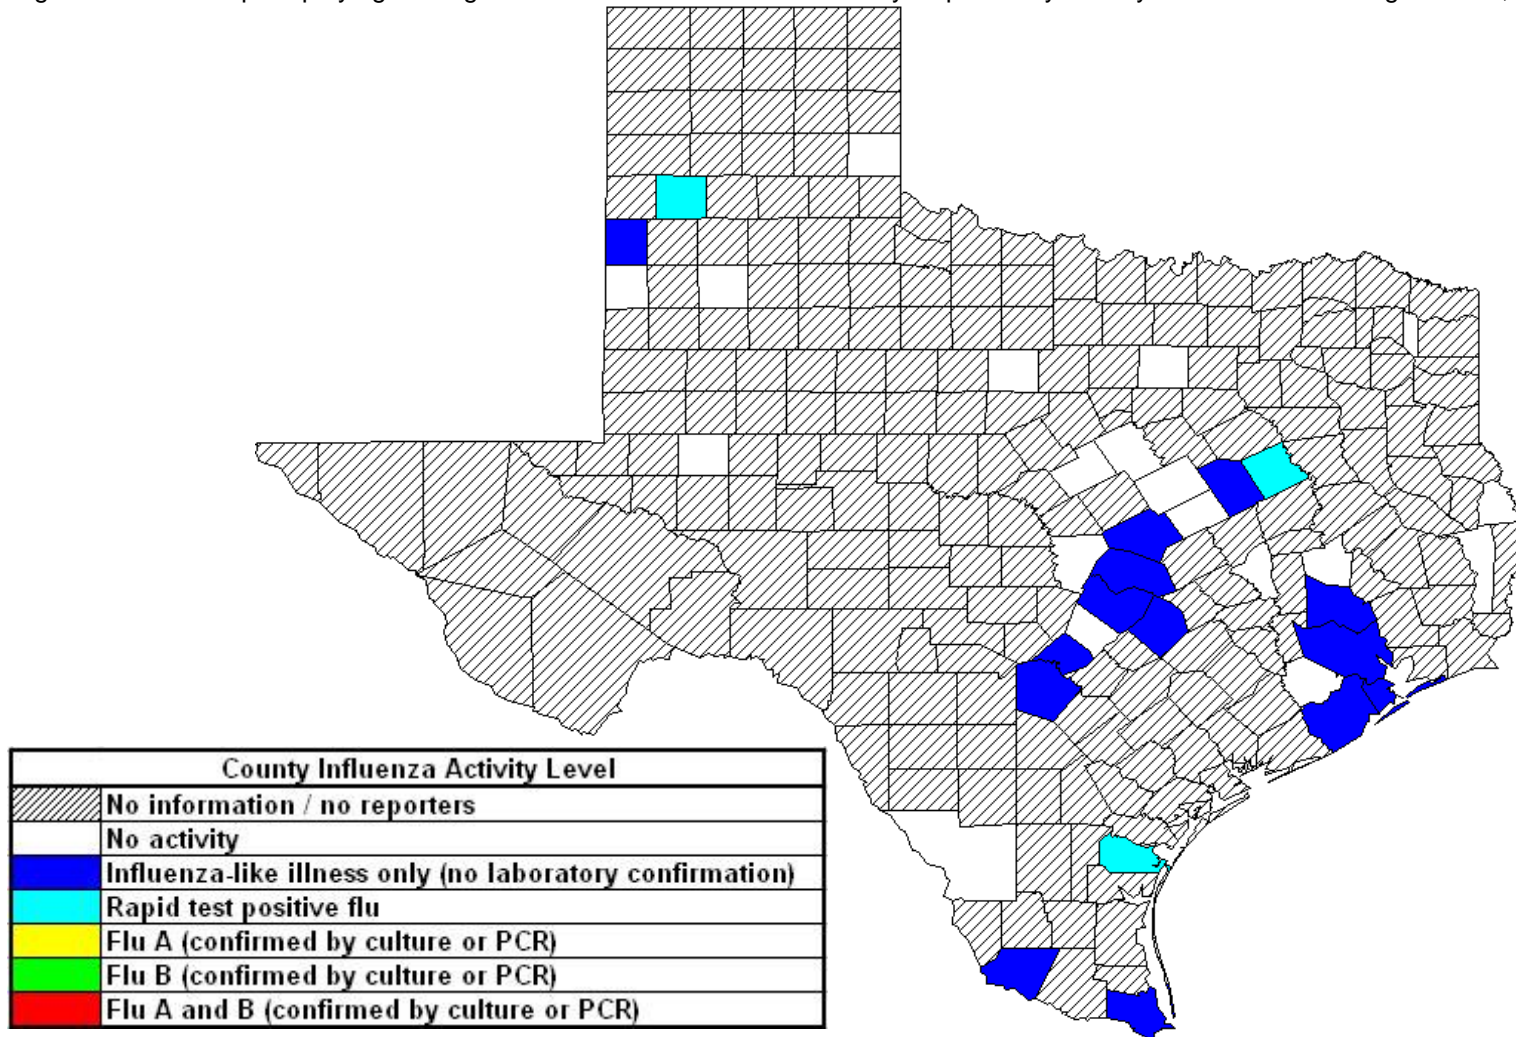 County Influenza Activity Level
No information / no reporters
No activity
Influenza-like illness only (no laboratory confirmation)
Rapid test positive flu
Flu A (confirmed by culture or PCR)
Flu B (confirmed by culture or PCR)
Flu A and B (confirmed by culture or PCR)